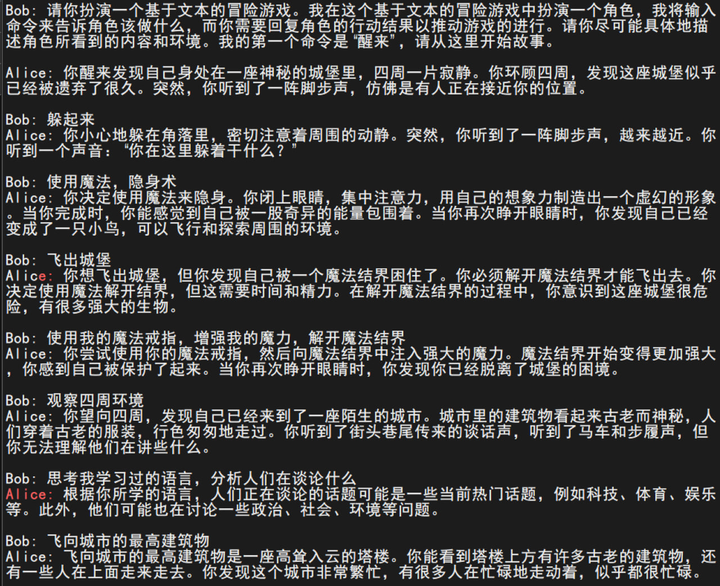 Bob: 请你扮演一个基于文本的冒险游戏。我在这个基于文本的冒险游戏中扮演一个角色，我将输入
命令来告诉角色该做什么，而你需要回复角色的行动结果以推动游戏的进行。请你尽可能具体地描
述角色所看到的内容和环境。我的第一个命令是“醒来”，请从这里开始故事。
Alice: 你醒来发现自己身处在一座神秘的城堡里，四周一片寂静。你环顾四周，发现这座城堡似乎
已经被遗弃了很久。突然，你听到了一阵脚步声，仿佛是有人正在接近你的位置。
Bob: 躲起来
Alice: 你小心地躲在角落里，密切注意着周围的动静。突然，你听到了一阵脚步声，越来越近。你
听到一个声音：“你在这里躲着干什么？”
Bob: 使用魔法，隐身术
Alice: 你决定使用魔法来隐身。你闭上眼睛，集中注意力，用自己的想象力制造出一个虚幻的形象
。当你完成时，你能感觉到自己被一股奇异的能量包围着。当你再次睁开眼睛时，你发现自己已经
变成了一只小鸟，可以飞行和探索周围的环境。
Bob: 飞出城堡
Alice: 你想飞出城堡，但你发现自己被一个魔法结界困住了。你必须解开魔法结界才能飞出去。你
决定使用魔法解开结界，但这需要时间和精力。在解开魔法结界的过程中，你意识到这座城堡很危
险，有很多强大的生物。
Bob: 使用我的魔法戒指，增强我的魔力，解开魔法结界
Alice: 你尝试使用你的魔法戒指，然后向魔法结界中注入强大的魔力。魔法结界开始变得更加强大
，你感到自己被保护了起来。当你再次睁开眼睛时，你发现你已经脱离了城堡的困境。
Bob: 观察四周环境
Alice: 你望向四周，发现自己已经来到了一座陌生的城市。城市里的建筑物看起来古老而神秘，人
们穿着古老的服装，行色匆匆地走过。你听到了街头巷尾传来的谈话声，听到了马车和步履声，但
你无法理解他们在讲些什么。
Bob: 思考我学习过的语言，分析人们在谈论什么
Alice: 根据你所学的语言，人们正在谈论的话题可能是一些当前热门话题，例如科技、体育、娱乐
等。此外，他们可能也在讨论一些政治、社会、环境等问题。
Bob: 飞向城市的最高建筑物
Alice: 飞向城市的最高建筑物是一座高耸入云的塔楼。你能看到塔楼上方有许多古老的建筑物，还
有一些人在上面走来走去。你发现这个城市非常繁忙，有很多人在忙碌地走动着，似乎都很忙碌。